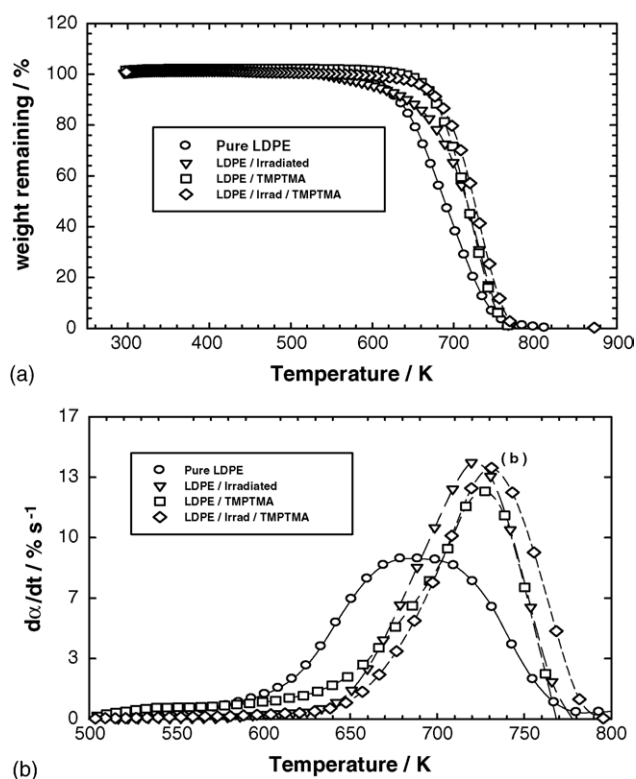 120
100
80
60
40
20
0
weight remaining / %
Pure LDPE
LDPE / Irradiated
LDPE / TMPTMA
LDPE / Irrad / TMPTMA
300 400 500 600 700 800 900
Temperature / K
(a)
17
13
10
7
3
0
dα/dt / % s-1
Pure LDPE
LDPE / Irradiated
LDPE / TMPTMA
LDPE / Irrad / TMPTMA
(b)
500 550 600 650 700 750 800
Temperature / K
(b)